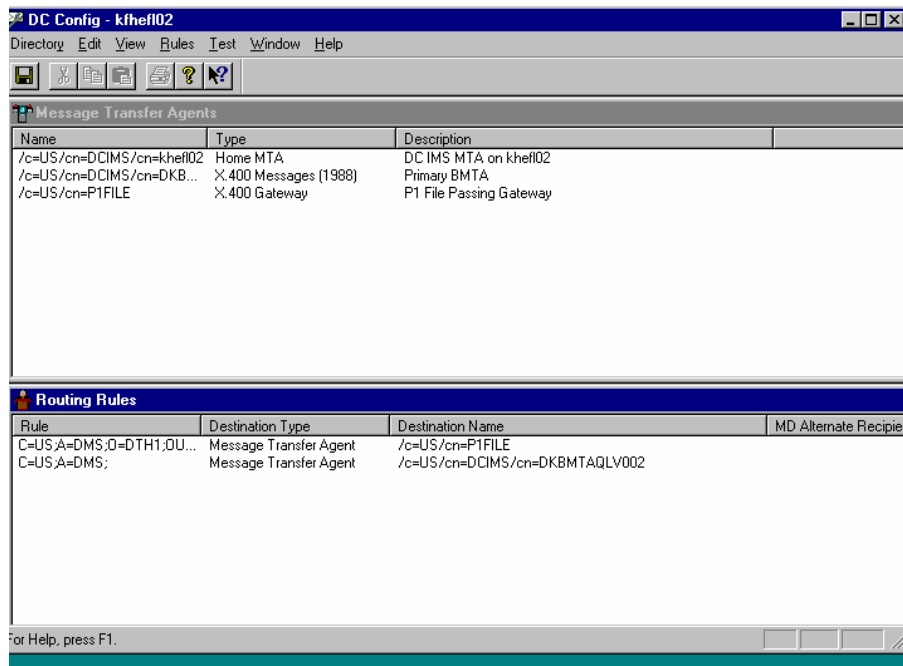 DC Config - kfhefl02
Directory Edit View Rules Test Window Help
Message Transfer Agents
Name Type Description
/c=US/cn=DCIMS/cn=khefl02 Home MTA DC IMS MTA on khefl02
/c=US/cn=DCIMS/cn=DKB... X.400 Messages (1988) Primary BMTA
/c=US/cn=P1FILE X.400 Gateway P1 File Passing Gateway
Routing Rules
Rule Destination Type Destination Name MD Alternate Recipie
C=US;A=DMS;O=DTH1;OU... Message Transfer Agent /c=US/cn=P1FILE
C=US;A=DMS; Message Transfer Agent /c=US/cn=DCIMS/cn=DKBMTAQLV002
For Help, press F1.